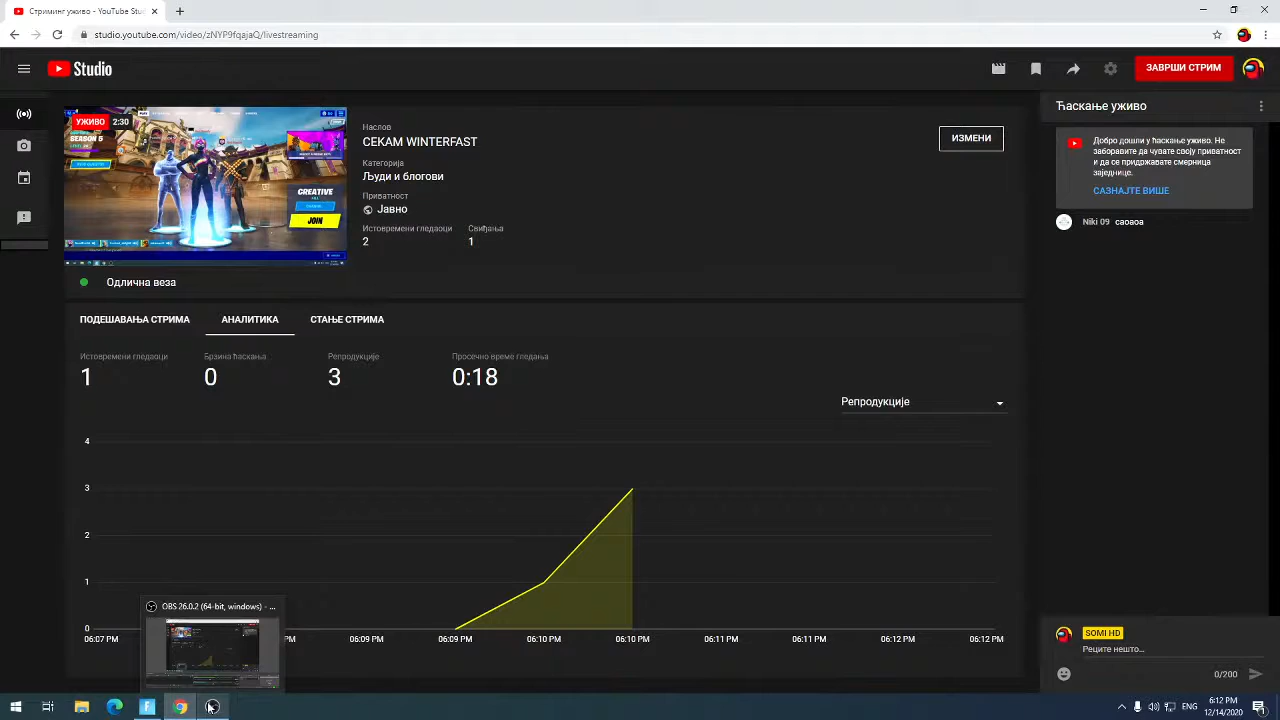 Стриминг уживо - YouTube Stu
studio.youtube.com/video/zNYP9fqajaQ/livestreaming
Studio
ЗАВРШИ СТРИМ
УЖИВО 2:30
SEASON 5
CREATIVE
JOIN
Наслов
CEKAM WINTERFAST
ИЗМЕНИ
Категорија
Људи и блогови
Приватност
Јавно
Истовремени гледаоци Свиђања
2 1
Одлична веза
ПОДЕШАВАЊА СТРИМА АНАЛИТИКА СТАЊЕ СТРИМА
Истовремени гледаоци Брзина ћаскања Репродукције Просечно време гледања
1 0 3 0:18
Репродукције
4
3
2
1
0
06:07 PM PM 06:09 PM 06:09 PM 06:10 PM 06:10 PM 06:11 PM 06:11 PM 06:12 PM 06:12 PM
OBS 26.0.2 (64-bit, windows) - ...
Ћаскање уживо
Добро дошли у ћаскање уживо. Не
заборавите да чувате своју приватност
и да се придржавате смерница
заједнице.
САЗНАЈТЕ ВИШЕ
Niki 09 саоаоа
SOMI HD
Реците нешто...
0/200
ENG
6:12 PM
12/14/2020